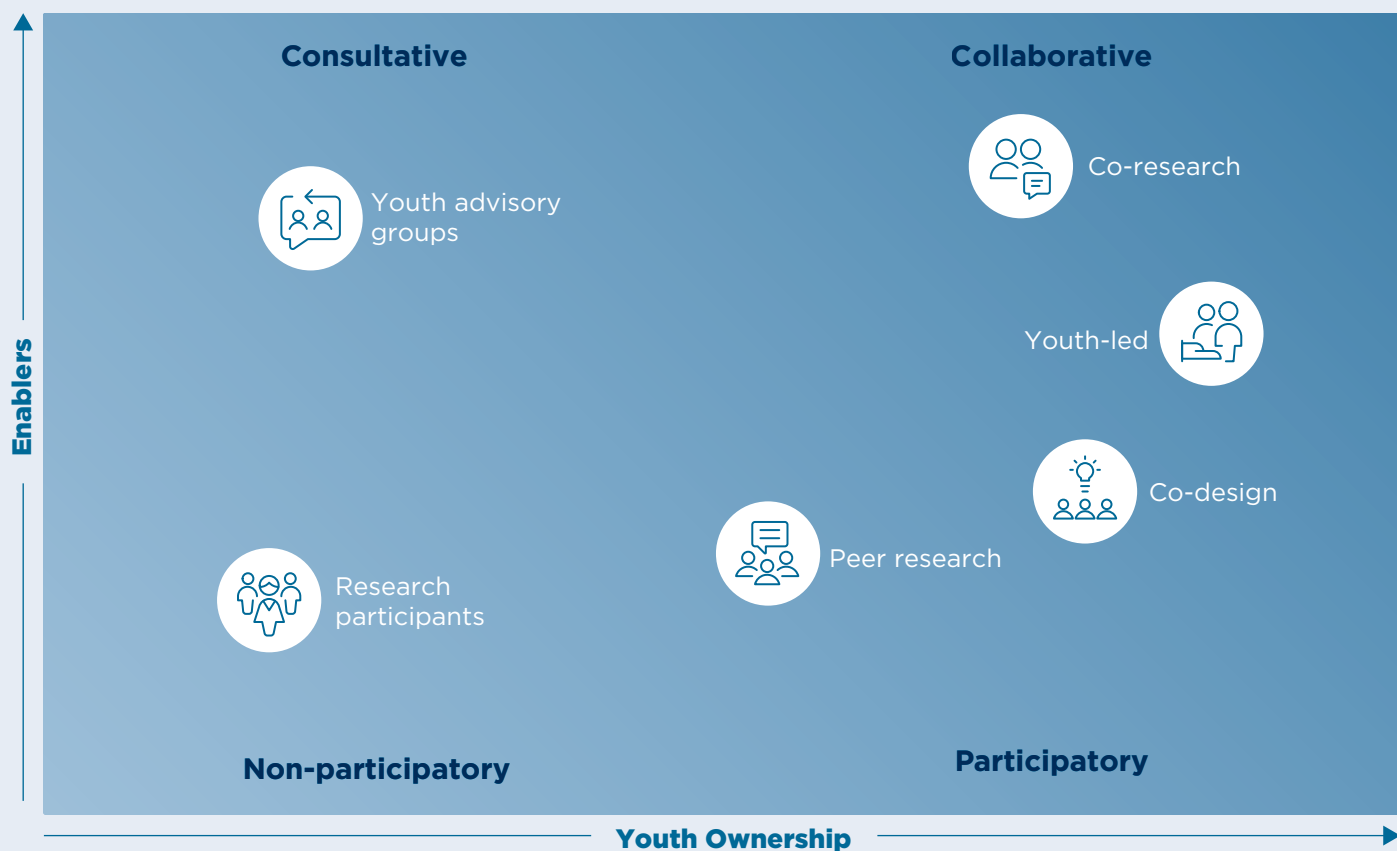 Consultative
Collaborative
Co-research
Youth advisory
groups
Youth-led
Enablers
Co-design
Peer research
Research
participants
Non-participatory
Participatory
Youth Ownership